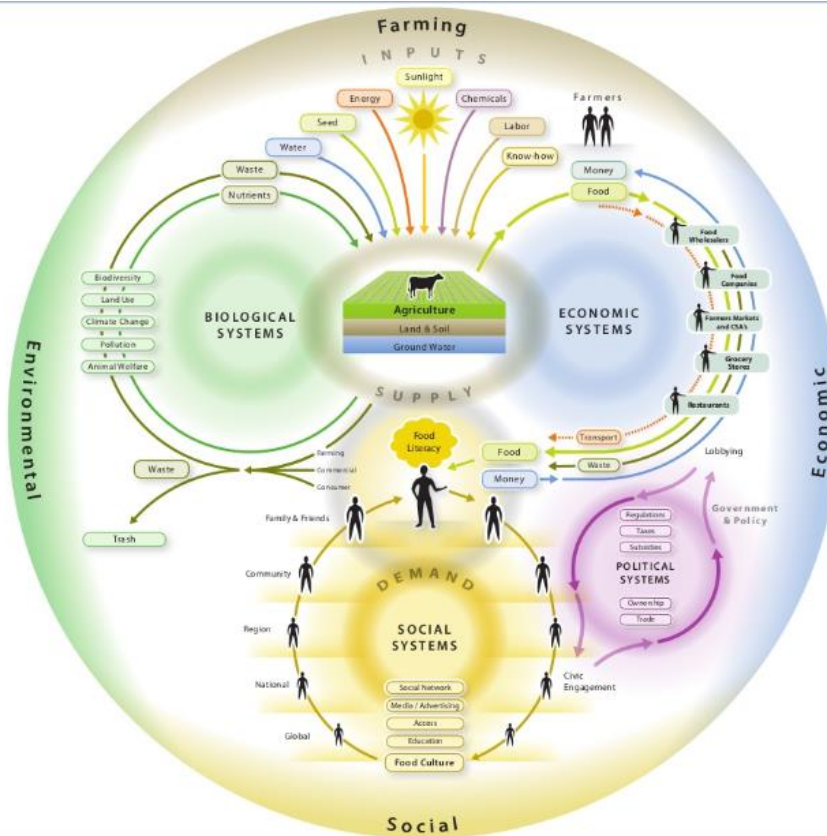 Farming
INPUTS
Sunlight
Energy
Chemicals
Seed
Labor
Water
Know-how
Farmers
Waste
Nutrients
Money
Food
Food
Wholesalers
Food
Companies
Farmers Markets
and CSA's
Grocery
Stores
Restaurants
Biodiversity
Land Use
Climate Change
Pollution
Animal Welfare
BIOLOGICAL
SYSTEMS
Agriculture
Land & Soil
Ground Water
ECONOMIC
SYSTEMS
Environmental
Economic
SUPPLY
Food
Literacy
Transport
Food
Waste
Money
Lobbying
Farming
Commercial
Consumer
Waste
Trash
Family & Friends
Community
Region
National
Global
DEMAND
SOCIAL
SYSTEMS
Social Network
Media / Advertising
Access
Education
Food Culture
Government
& Policy
Regulations
Taxes
Subsidies
POLITICAL
SYSTEMS
Ownership
Trade
Civic
Engagement
Social